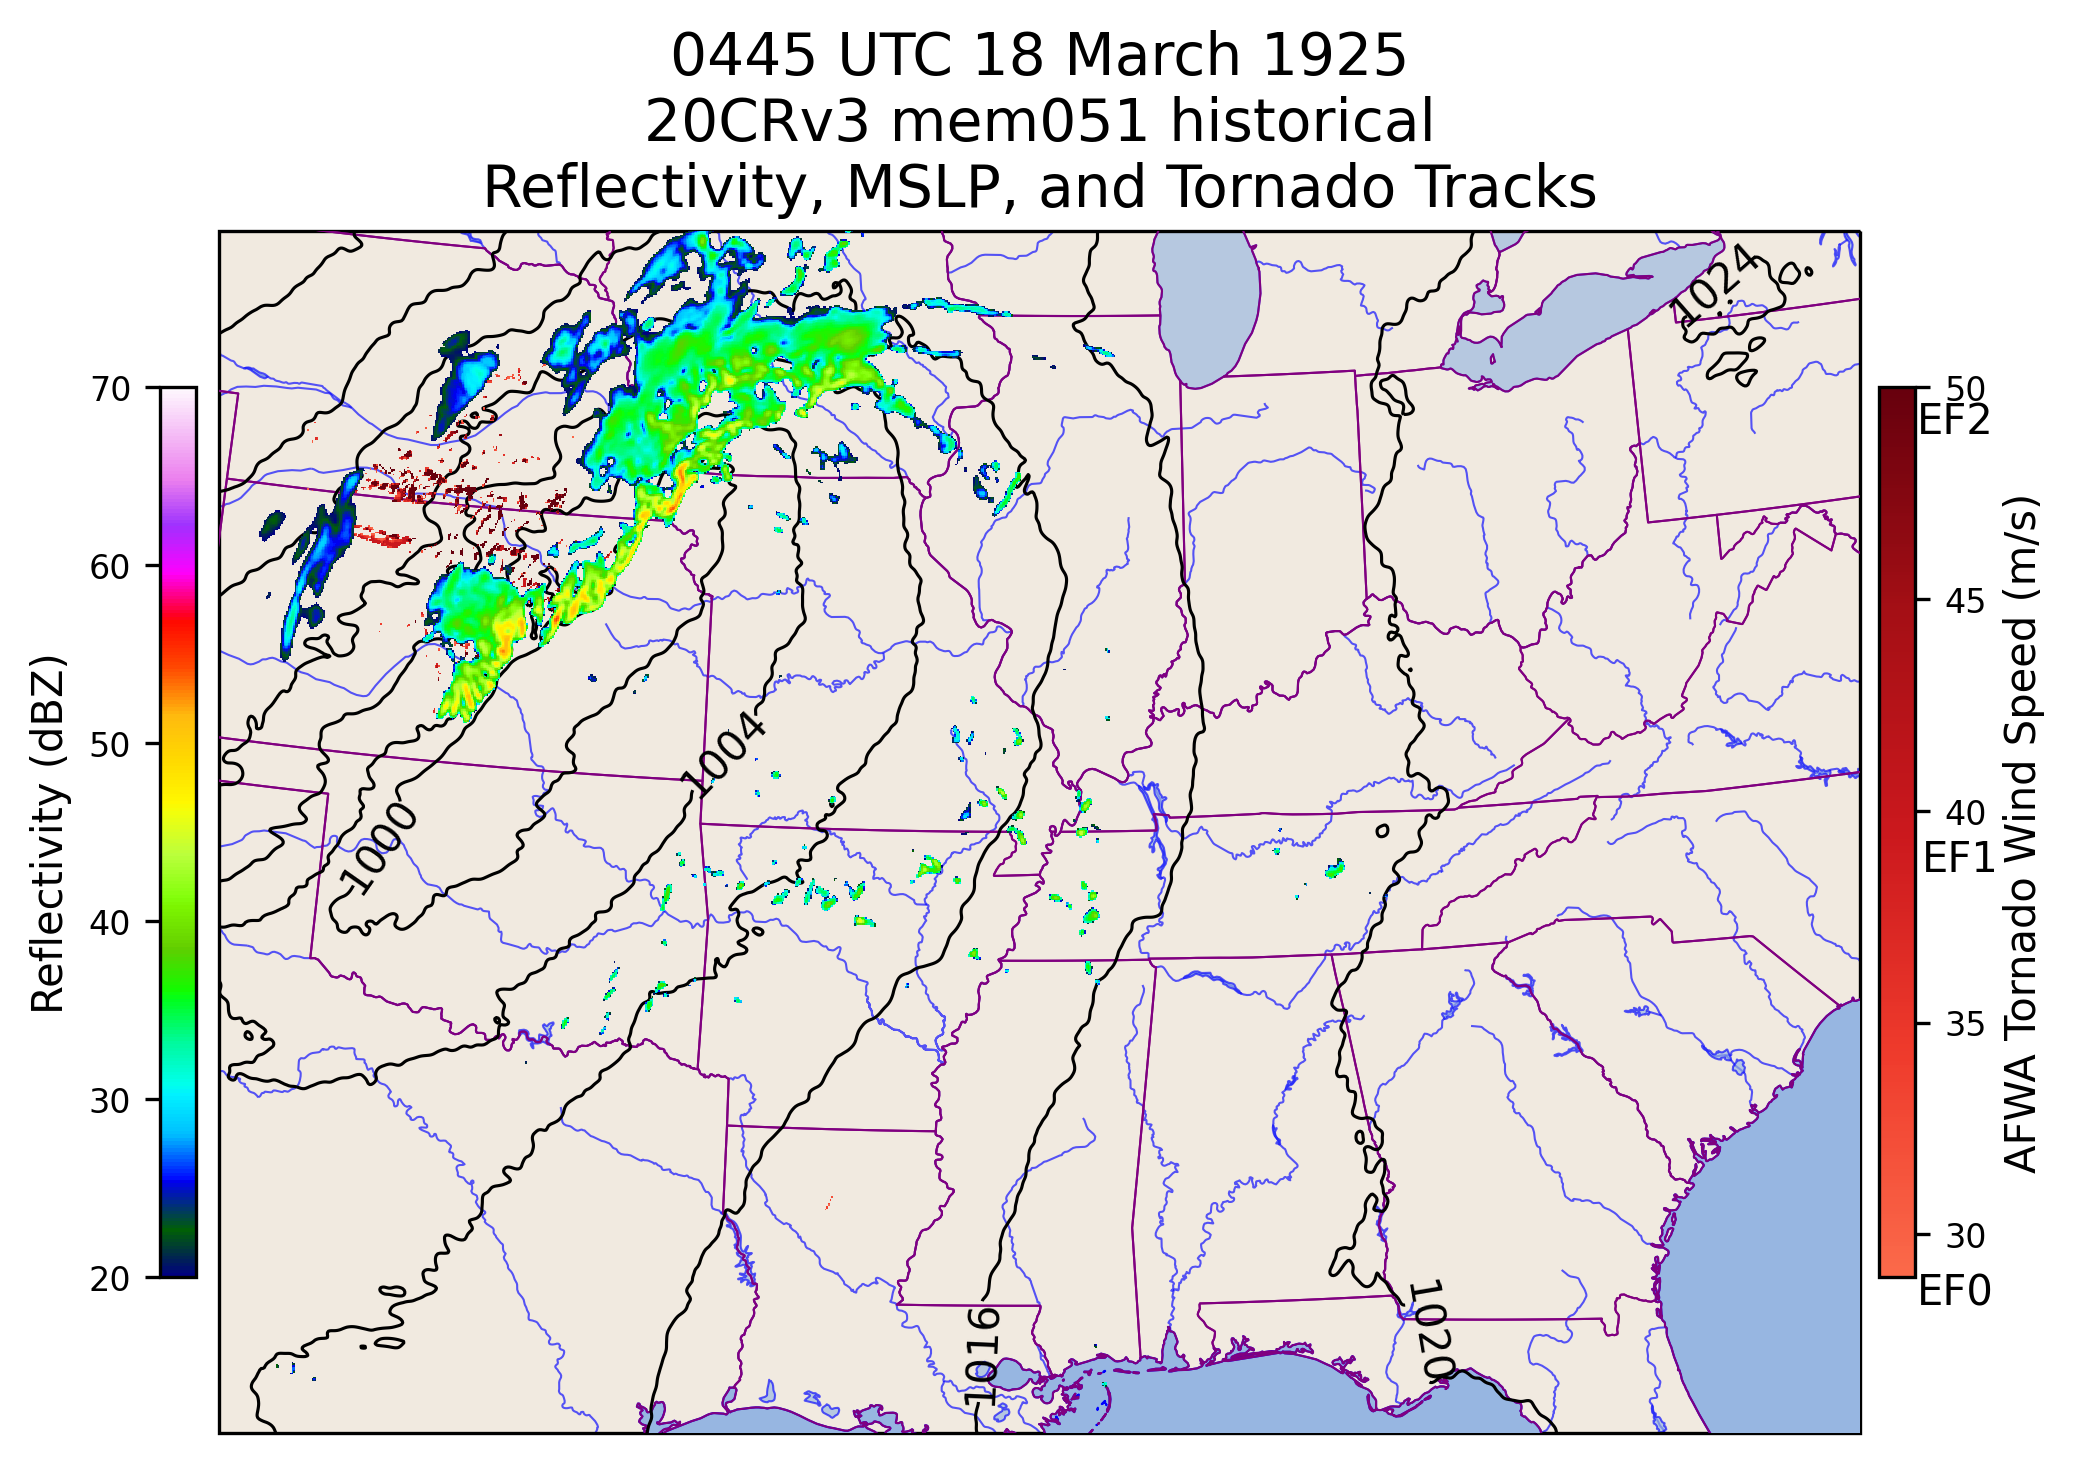 0445 UTC 18 March 1925
20CRv3 mem051 historical
Reflectivity, MSLP, and Tornado Tracks
Reflectivity (dBZ)
70
60
50
40
30
20
1024
1004
1000
1016
1020
50
EF2
45
40
EF1
35
30
EF0
AFWA Tornado Wind Speed (m/s)